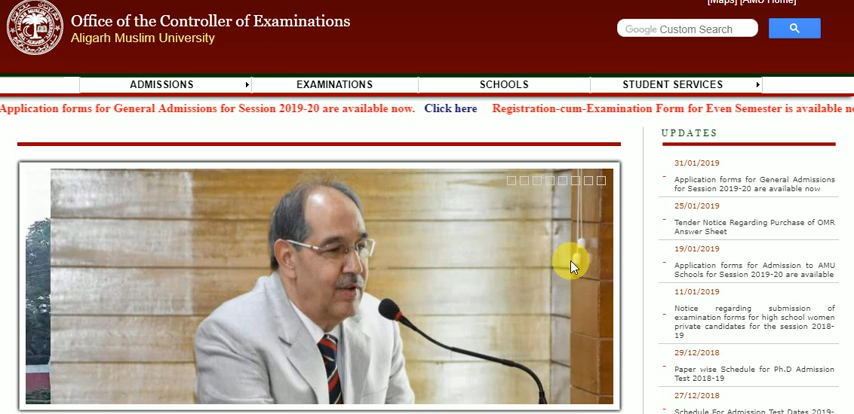 [Maps] [AMU Home]
Office of the Controller of Examinations
Aligarh Muslim University
Google Custom Search
ADMISSIONS
EXAMINATIONS
SCHOOLS
STUDENT SERVICES
Application forms for General Admissions for Session 2019-20 are available now. Click here Registration-cum-Examination Form for Even Semester is available
UPDATES
31/01/2019
- Application forms for General Admissions
for Session 2019-20 are available now
25/01/2019
- Tender Notice Regarding Purchase of OMR
Answer Sheet
19/01/2019
- Application forms for Admission to AMU
Schools for Session 2019-20 are available
11/01/2019
- Notice regarding submission of
examination forms for high school women
private candidates for the session 2018-
19
29/12/2018
- Paper wise Schedule for Ph.D Admission
Test 2018-19
27/12/2018
Schedule For Admission Test Dates 2019-